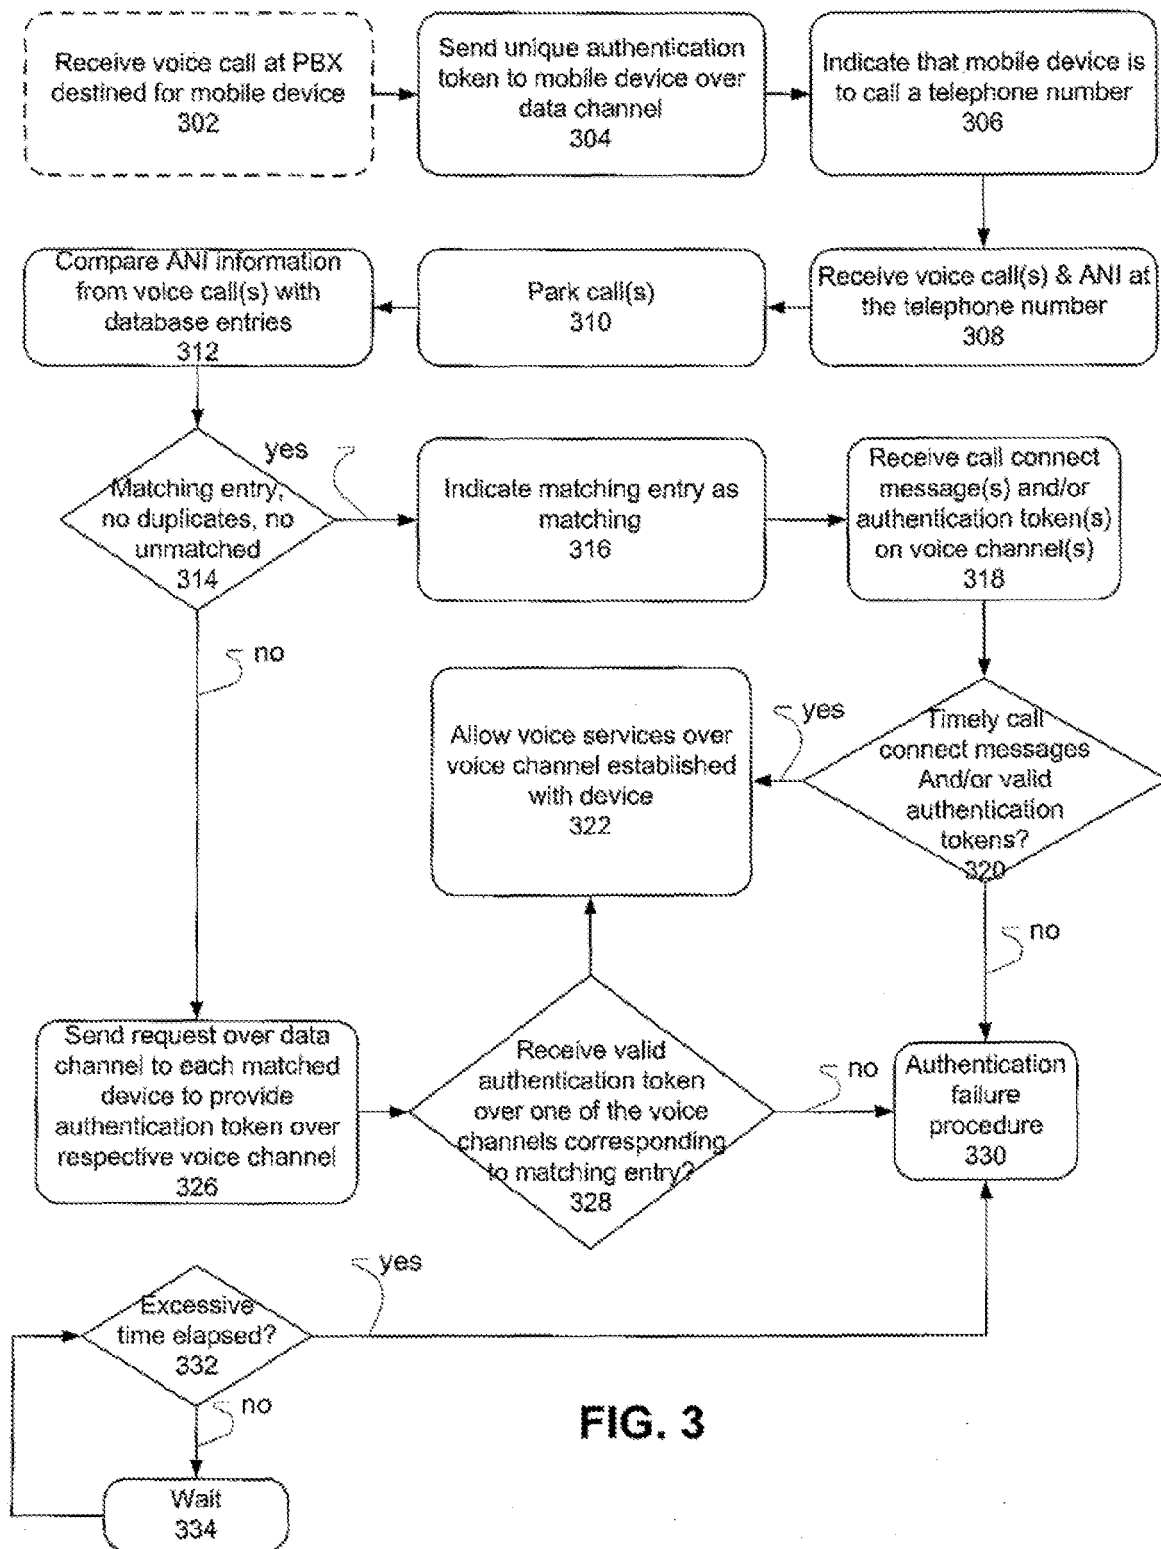 Receive voice call at PBX
destined for mobile device
302
Send unique authentication
token to mobile device over
data channel
304
Indicate that mobile device is
to call a telephone number
306
Compare ANI information
from voice call(s) with
database entries
312
Park call(s)
310
Receive voice call(s) & ANI at
the telephone number
308
Matching entry,
no duplicates, no
unmatched
314
yes
Indicate matching entry as
matching
316
Receive call connect
message(s) and/or
authentication token(s)
on voice channel(s)
318
no
Allow voice services over
voice channel established
with device
322
yes
Timely call
connect messages
And/or valid
authentication
tokens?
320
no
Send request over data
channel to each matched
device to provide
authentication token over
respective voice channel
326
Receive valid
authentication token
over one of the voice
channels corresponding
to matching entry?
328
no
Authentication
failure
procedure
330
Excessive
time elapsed?
332
yes
no
Wait
334
FIG. 3